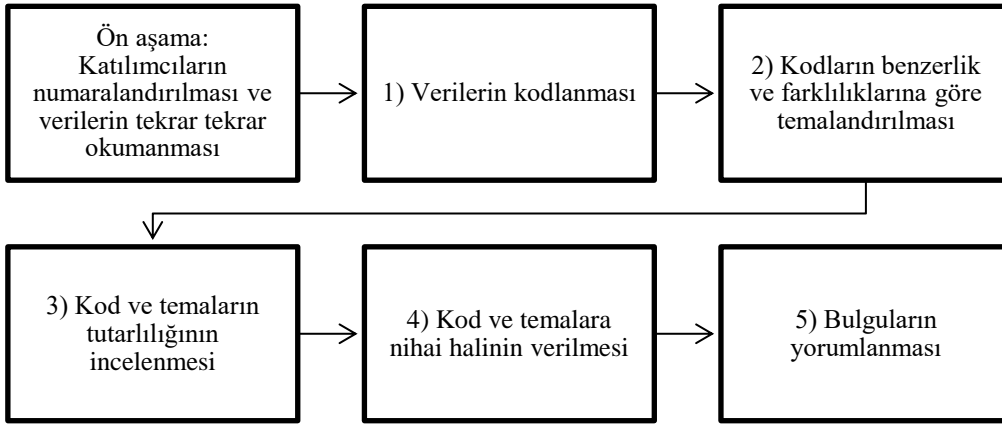 Ön aşama:
Katılımcıların
numaralandırılması ve
verilerin tekrar tekrar
okumanması
1) Verilerin kodlanması
2) Kodların benzerlik
ve farklılıklarına göre
temalandırılması
3) Kod ve temaların
tutarlılığının
incelenmesi
4) Kod ve temalara
nihai halinin verilmesi
5) Bulguların
yorumlanması